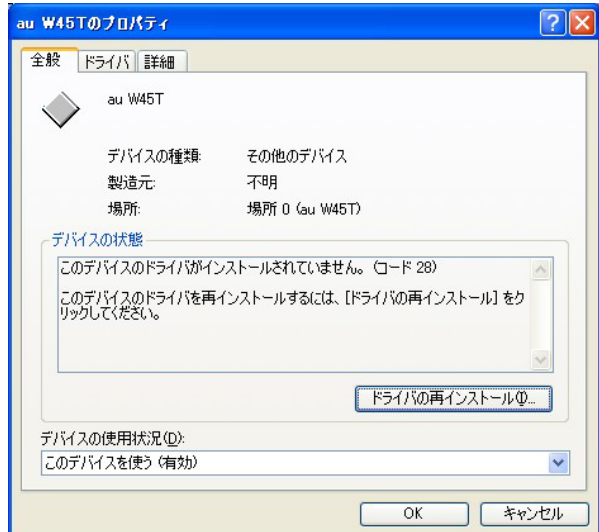 au W45Tのプロパティ
全般 ドライバ 詳細
au W45T
デバイスの種類: その他のデバイス
製造元: 不明
場所: 場所 0 (au W45T)
デバイスの状態
このデバイスのドライバがインストールされていません。(コード 28)
このデバイスのドライバを再インストールするには、[ドライバの再インストール] をク
リックしてください。
ドライバの再インストール(I)...
デバイスの使用状況(D):
このデバイスを使う (有効)
OK キャンセル